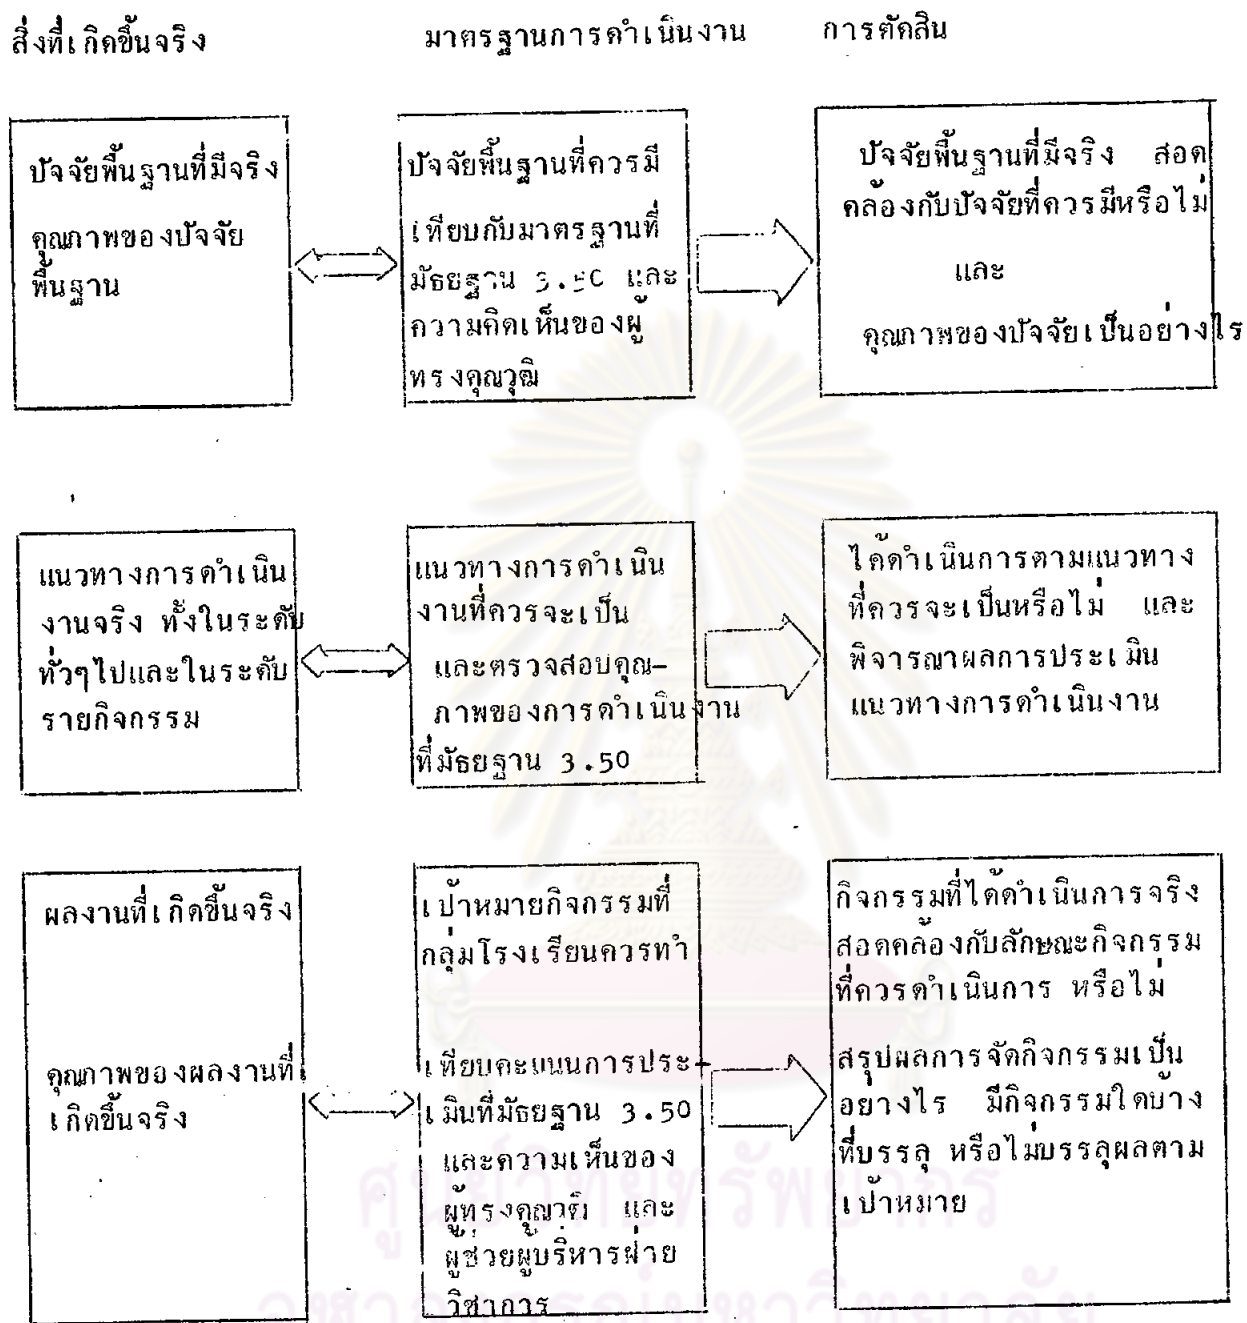 สิ่งที่เกิดขึ้นจริง
มาตรฐานการดำเนินงาน
การตัดสิน
ปัจจัยพื้นฐานที่มีจริง
คุณภาพของปัจจัย
พื้นฐาน
ปัจจัยพื้นฐานที่ควรมี
เทียบกับมาตรฐานที่
มัธยฐาน 3.50 และ
ความคิดเห็นของผู้
ทรงคุณวุฒิ
ปัจจัยพื้นฐานที่มีจริง สอด
คล้องกับปัจจัยที่ควรมีหรือไม่
และ
คุณภาพของปัจจัยเป็นอย่างไร
แนวทางการดำเนิน
งานจริง ทั้งในระดับ
ทั่วๆไปและในระดับ
รายกิจกรรม
แนวทางการดำเนิน
งานที่ควรจะเป็น
และตรวจสอบคุณ-
ภาพของการดำเนินงาน
ที่มัธยฐาน 3.50
ได้ดำเนินการตามแนวทาง
ที่ควรจะเป็นหรือไม่ และ
พิจารณาผลการประเมิน
แนวทางการดำเนินงาน
ผลงานที่เกิดขึ้นจริง
คุณภาพของผลงานที่
เกิดขึ้นจริง
เป้าหมายกิจกรรมที่
กลุ่มโรงเรียนควรทำ
เทียบคะแนนการประ-
เมินที่มัธยฐาน 3.50
และความเห็นของ
ผู้ทรงคุณวุฒิ และ
ผู้ช่วยผู้บริหารฝ่าย
วิชาการ
กิจกรรมที่ได้ดำเนินการจริง
สอดคล้องกับลักษณะกิจกรรม
ที่ควรดำเนินการ หรือไม่
สรุปผลการจัดกิจกรรมเป็น
อย่างไร มีกิจกรรมใดบ้าง
ที่บรรลุ หรือไม่บรรลุผลตาม
เป้าหมาย
ศูนย์วิทยทรัพยากร
จุฬาลงกรณ์มหาวิทยาลัย